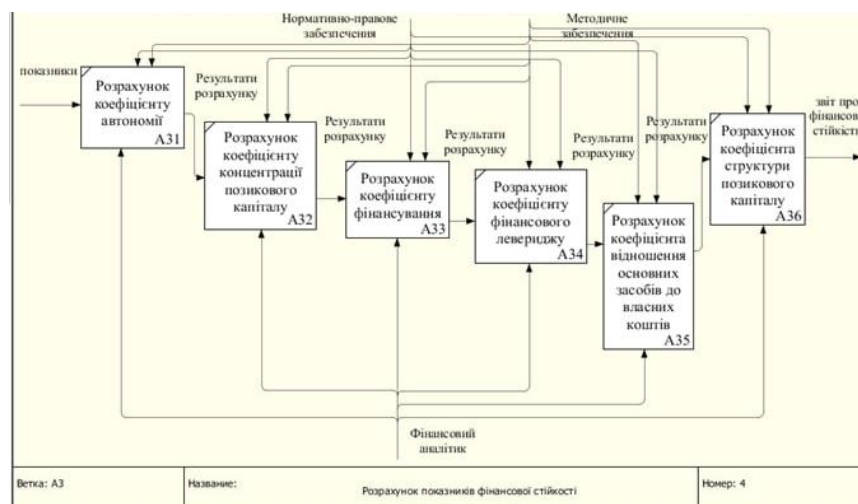 Нормативно-правове
забезпечення
Методичне
забезпечення
показники
Розрахунок
коефіцієнту
автономії
A31
Результати
розрахунку
Розрахунок
коефіцієнту
концентрації
позикового
капіталу
A32
Результати
розрахунку
Розрахунок
коефіцієнту
фінансування
A33
Результати
розрахунку
Розрахунок
коефіцієнту
фінансового
левериджу
A34
Результати
розрахунку
Розрахунок
коефіцієнта
відношення
основних
засобів до
власних
коштів
A35
Результати
розрахунку
Розрахунок
коефіцієнта
структури
позикового
капіталу
A36
звіт про
фінансов
стійкість
Фінансовий
аналітик
Ветка: A3
Название:
Розрахунок показників фінансової стійкості
Номер: 4